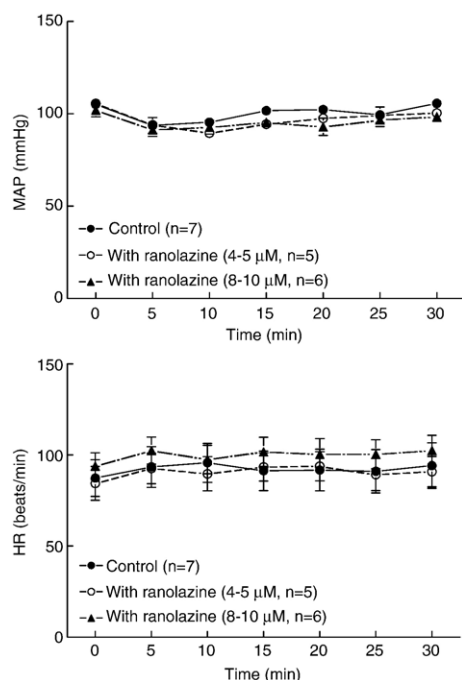 150
100
50
0
MAP (mmHg)
Control (n=7)
With ranolazine (4-5 µM, n=5)
With ranolazine (8-10 µM, n=6)
0 5 10 15 20 25 30
Time (min)
150
100
50
0
HR (beats/min)
Control (n=7)
With ranolazine (4-5 µM, n=5)
With ranolazine (8-10 µM, n=6)
0 5 10 15 20 25 30
Time (min)